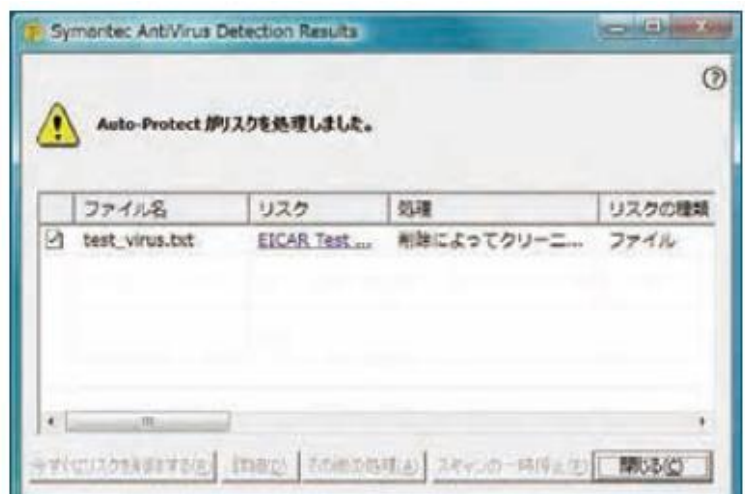 Symantec AntiVirus Detection Results
Auto-Protect がリスクを処理しました。
ファイル名 リスク 処理 リスクの種類
test_virus.txt EICAR Test ... 削除によってクリーニ... ファイル
閉じる(C)